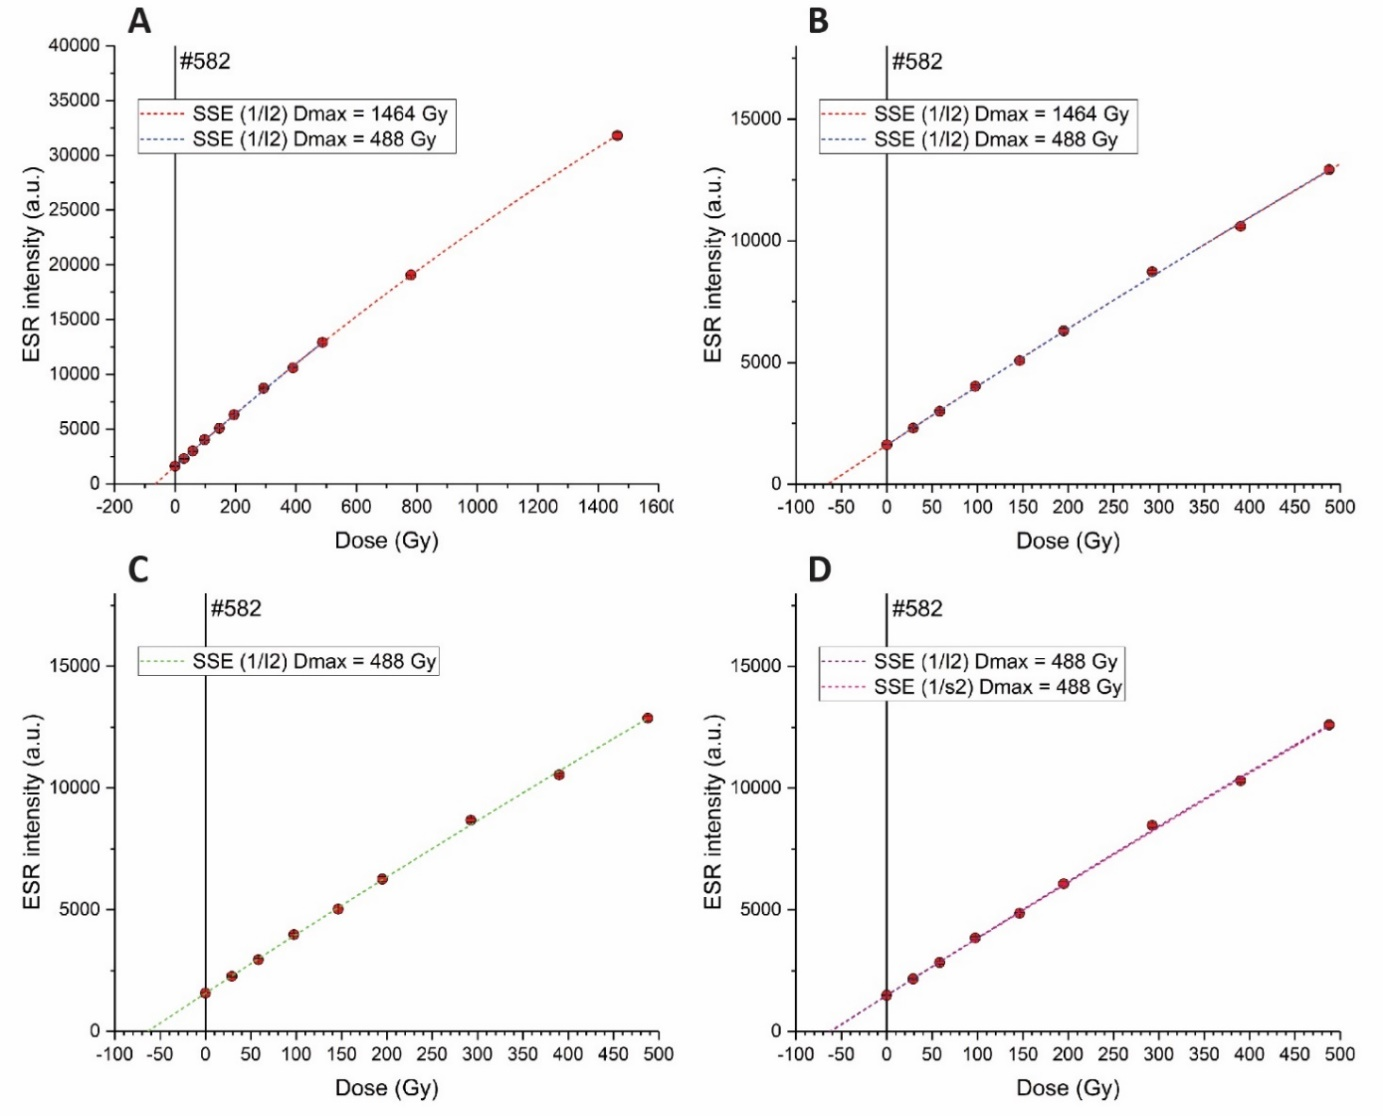 A
#582
SSE (1/I2) Dmax = 1464 Gy
SSE (1/I2) Dmax = 488 Gy
ESR intensity (a.u.)
40000
35000
30000
25000
20000
15000
10000
5000
0
-200 0 200 400 600 800 1000 1200 1400 1600
Dose (Gy)
B
#582
SSE (1/I2) Dmax = 1464 Gy
SSE (1/I2) Dmax = 488 Gy
ESR intensity (a.u.)
15000
10000
5000
0
-100 -50 0 50 100 150 200 250 300 350 400 450 500
Dose (Gy)
C
#582
SSE (1/I2) Dmax = 488 Gy
ESR intensity (a.u.)
15000
10000
5000
0
-100 -50 0 50 100 150 200 250 300 350 400 450 500
Dose (Gy)
D
#582
SSE (1/I2) Dmax = 488 Gy
SSE (1/s2) Dmax = 488 Gy
ESR intensity (a.u.)
15000
10000
5000
0
-100 -50 0 50 100 150 200 250 300 350 400 450 500
Dose (Gy)